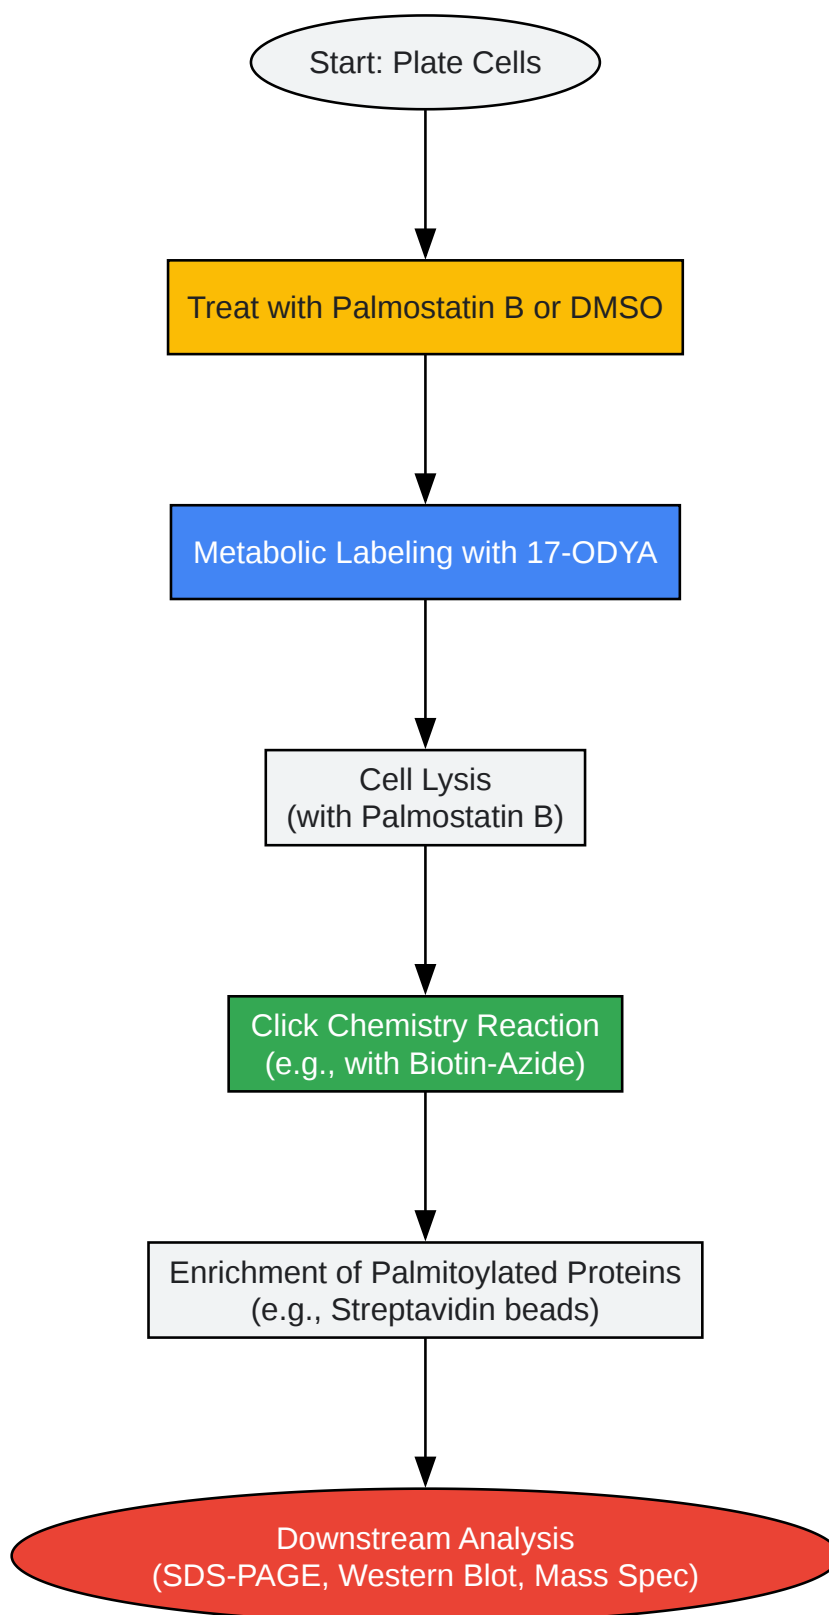 Start: Plate Cells
Treat with Palmostatin B or DMSO
Metabolic Labeling with 17-ODYA
Cell Lysis
(with Palmostatin B)
Click Chemistry Reaction
(e.g., with Biotin-Azide)
Enrichment of Palmitoylated Proteins
(e.g., Streptavidin beads)
Downstream Analysis
(SDS-PAGE, Western Blot, Mass Spec)